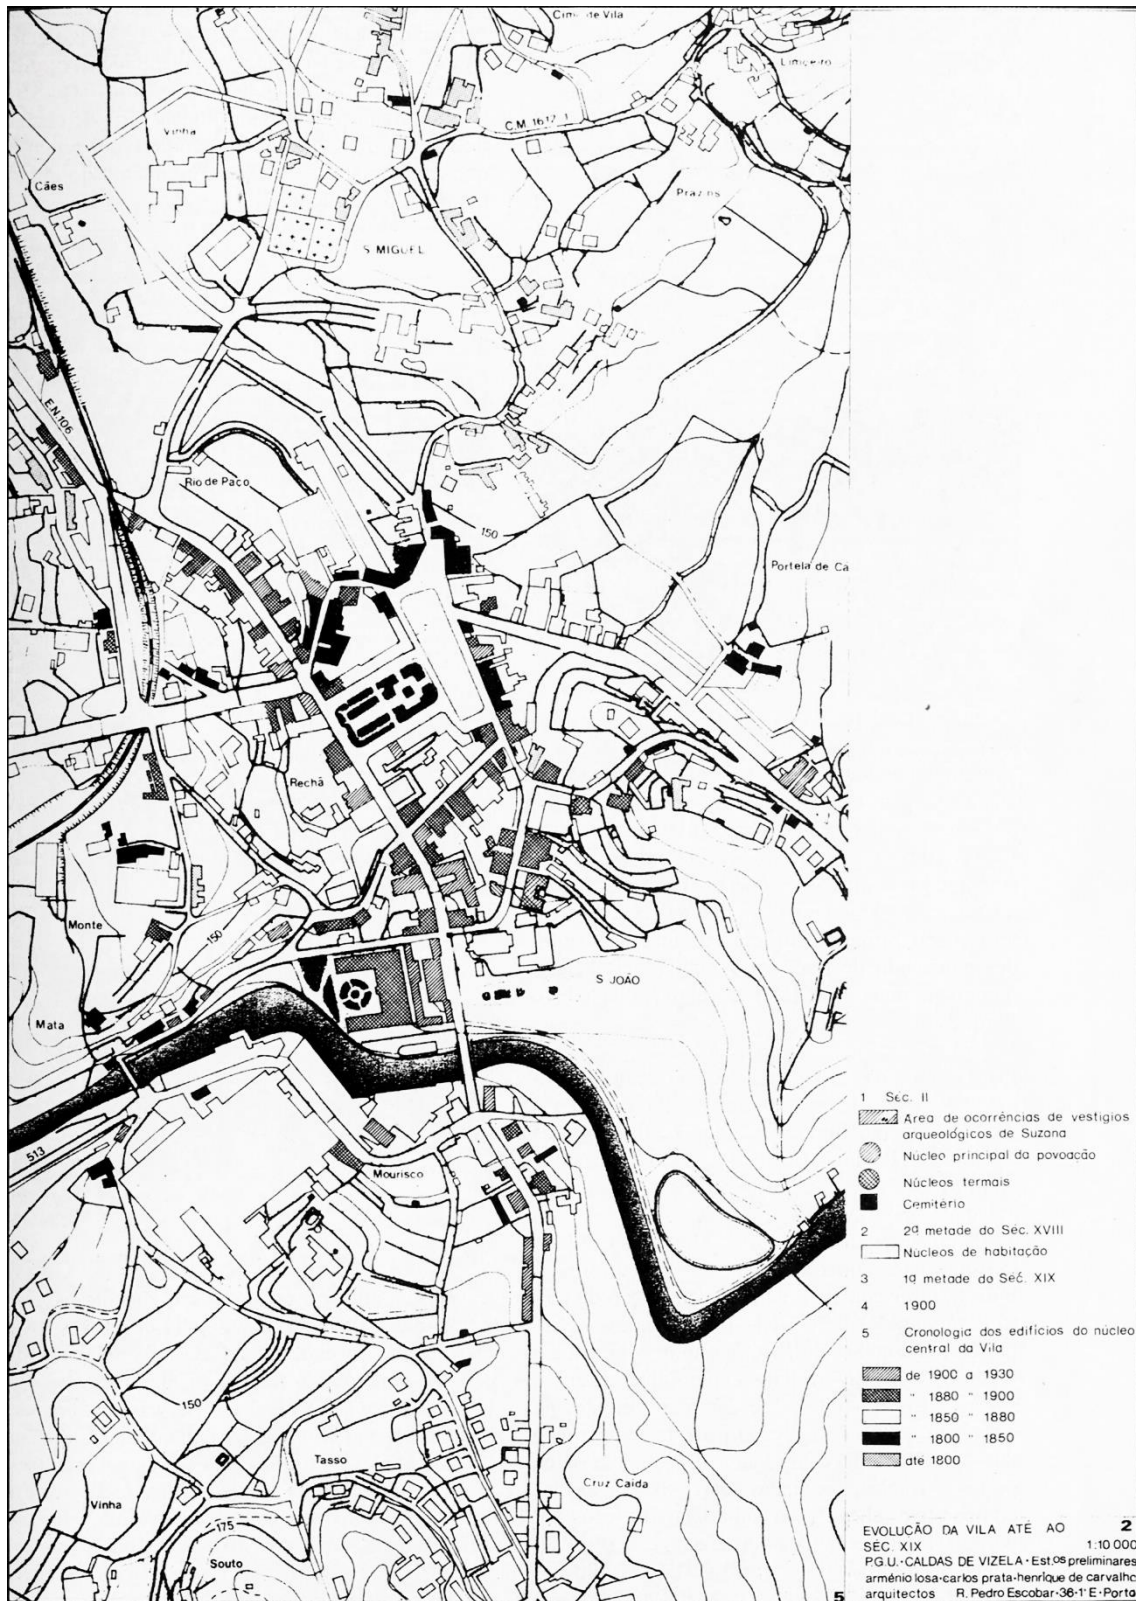 Cimo de Vila
Limoeiro
Vinha
C.M. 1617-1
Cães
Prazos
S. MIGUEL
E.N. 106
Rio de Paço
150
Portela de Ca
Rechã
Monte
150
S. JOÃO
Mata
513
Mourisco
150
Tasso
Cruz Caída
Vinha
175
Souto
5
1 Séc. II
Area de ocorrências de vestígios
arqueológicos de Suzana
Núcleo principal da povoacão
Núcleos termais
Cemitério
2 2ª metade do Séc. XVIII
Núcleos de habitação
3 1ª metade do Séc. XIX
4 1900
5 Cronologia dos edifícios do núcleo
central da Vila
de 1900 a 1930
" 1880 " 1900
" 1850 " 1880
" 1800 " 1850
até 1800
EVOLUÇÃO DA VILA ATÉ AO 2
SÉC. XIX 1:10 000
P.G.U.-CALDAS DE VIZELA-Est.os preliminares
arménio losa-carlos prata-henrique de carvalho
arquitectos R. Pedro Escobar-36-1º E-Porto